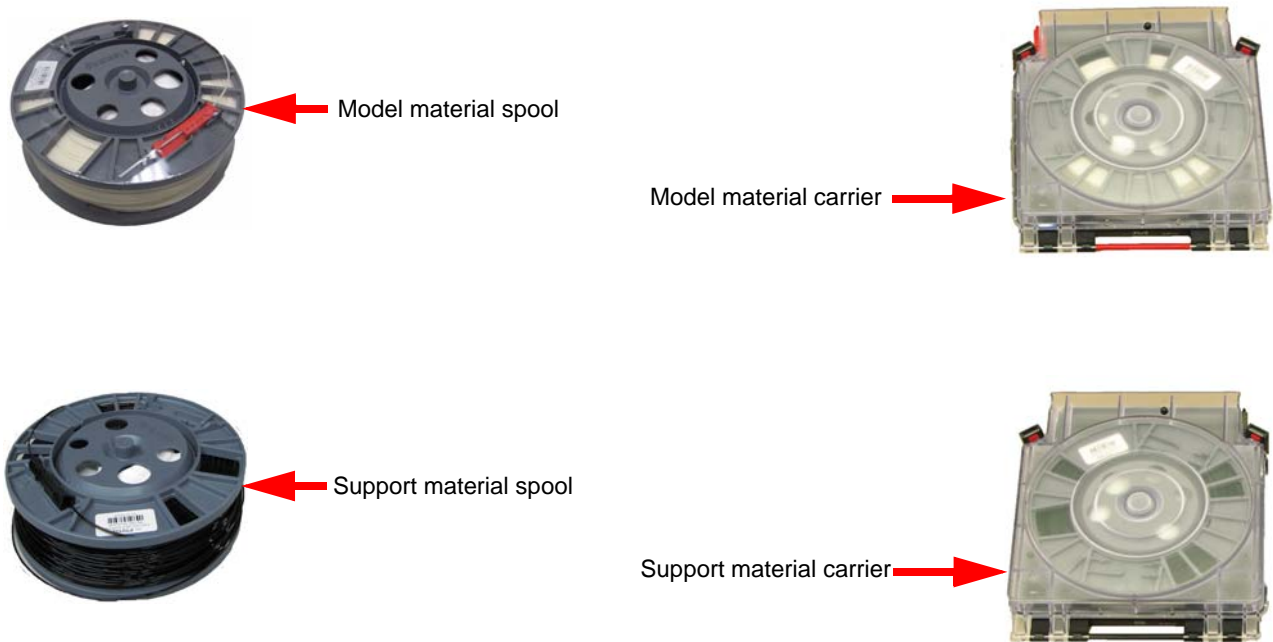 Model material spool
Model material carrier
Support material spool
Support material carrier